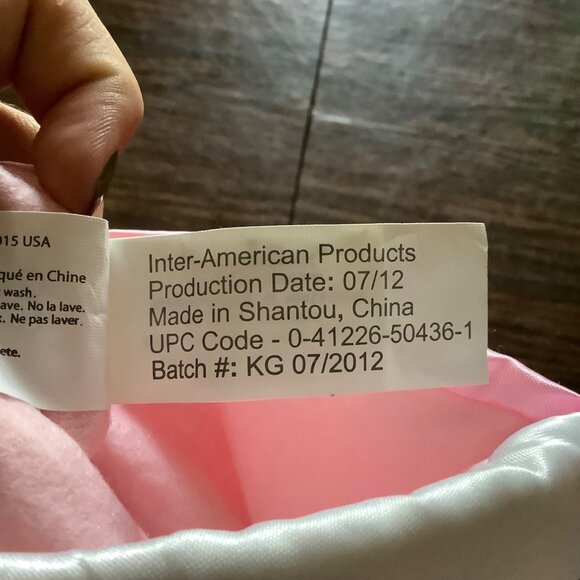 015 USA
qué en Chine
wash.
ave. No la lave.
. Ne pas laver.
ete.
Inter-American Products
Production Date: 07/12
Made in Shantou, China
UPC Code - 0-41226-50436-1
Batch #: KG 07/2012